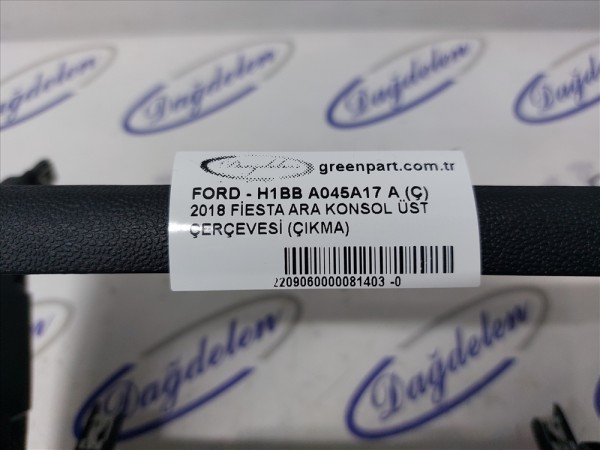 Dağdelen
Dağdelen
Dağdelen greenpart.com.tr
FORD - H1BB A045A17 A (Ç)
2018 FİESTA ARA KONSOL ÜST
ÇERÇEVESİ (ÇIKMA)
2209060000081403 -0
Dağdelen
Dağdelen